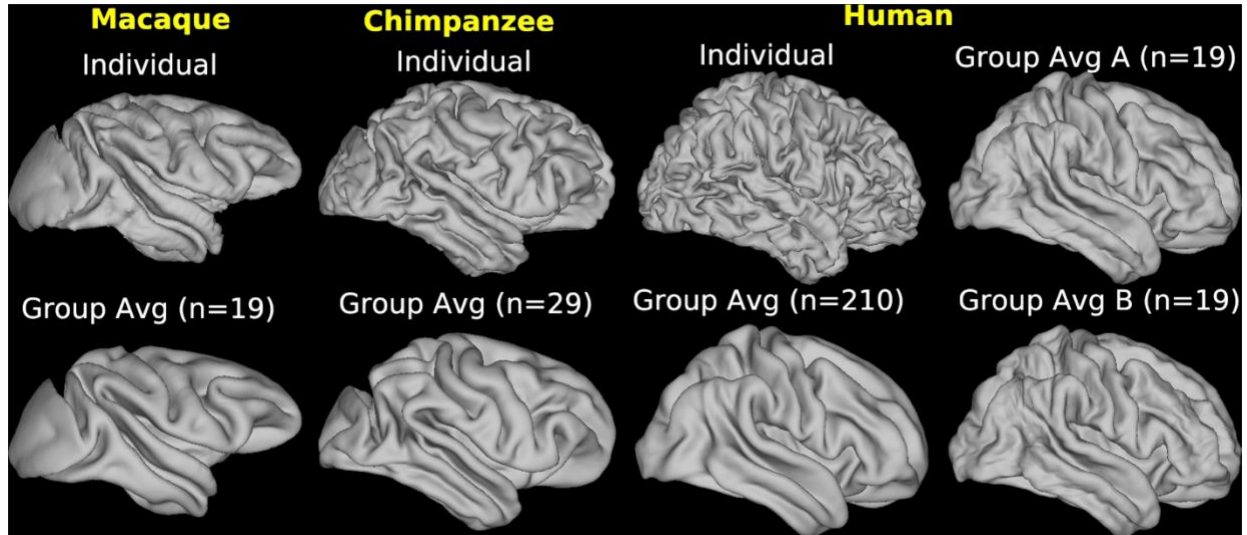 Macaque
Chimpanzee
Human
Individual
Individual
Individual
Group Avg A (n=19)
Group Avg (n=19)
Group Avg (n=29)
Group Avg (n=210)
Group Avg B (n=19)